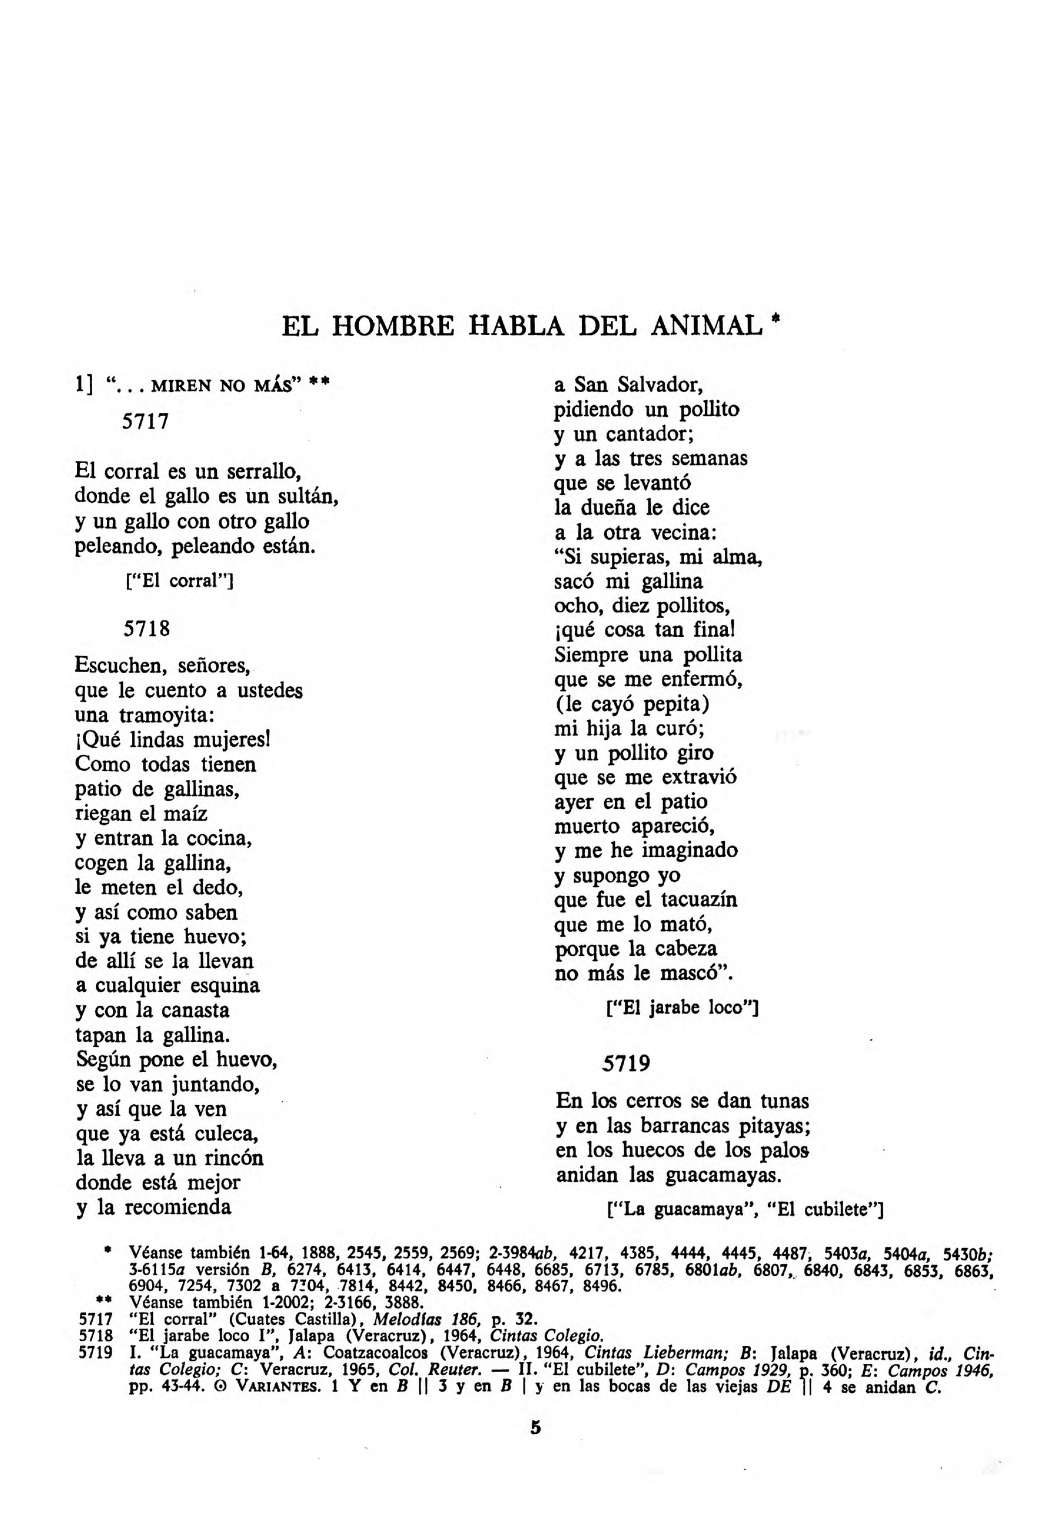 EL HOMBRE HABLA DEL ANIMAL *
1] “. . . MIREN NO MÁS” **
5717
El corral es un serrallo,
donde el gallo es un sultán,
y un gallo con otro gallo
peleando, peleando están.
[“El corral”]
5718
Escuchen, señores,
que le cuento a ustedes
una tramoyita:
¡Qué lindas mujeres!
Como todas tienen
patio de gallinas,
riegan el maíz
y entran la cocina,
cogen la gallina,
le meten el dedo,
y así como saben
si ya tiene huevo;
de allí se la llevan
a cualquier esquina
y con la canasta
tapan la gallina.
Según pone el huevo,
se lo van juntando,
y así que la ven
que ya está culeca,
la lleva a un rincón
donde está mejor
y la recomienda
a San Salvador,
pidiendo un pollito
y un cantador;
y a las tres semanas
que se levantó
la dueña le dice
a la otra vecina:
“Si supieras, mi alma,
sacó mi gallina
ocho, diez pollitos,
¡qué cosa tan fina!
Siempre una pollita
que se me enfermó,
(le cayó pepita)
mi hija la curó;
y un pollito giro
que se me extravió
ayer en el patio
muerto apareció,
y me he imaginado
y supongo yo
que fue el tacuazín
que me lo mató,
porque la cabeza
no más le mascó”.
[“El jarabe loco”]
5719
En los cerros se dan tunas
y en las barrancas pitayas;
en los huecos de los palos
anidan las guacamayas.
[“La guacamaya”, “El cubilete”]
* Véanse también 1-64, 1888, 2545, 2559, 2569; 2-3984ab, 4217, 4385, 4444, 4445, 4487, 5403a, 5404a, 5430b;
3-6115a versión B, 6274, 6413, 6414, 6447, 6448, 6685, 6713, 6785, 6801ab, 6807, 6840, 6843, 6853, 6863,
6904, 7254, 7302 a 7304, 7814, 8442, 8450, 8466, 8467, 8496.
** Véanse también 1-2002; 2-3166, 3888.
5717 “El corral” (Cuates Castilla), Melodías 186, p. 32.
5718 “El jarabe loco I”, Jalapa (Veracruz), 1964, Cintas Colegio.
5719 I. “La guacamaya”, A: Coatzacoalcos (Veracruz), 1964, Cintas Lieberman; B: Jalapa (Veracruz), id., Cin-
tas Colegio; C: Veracruz, 1965, Col. Reuter. — II. “El cubilete”, D: Campos 1929, p. 360; E: Campos 1946,
pp. 43-44. ⊙ VARIANTES. 1 Y en B || 3 y en B | y en las bocas de las viejas DE || 4 se anidan C.
5